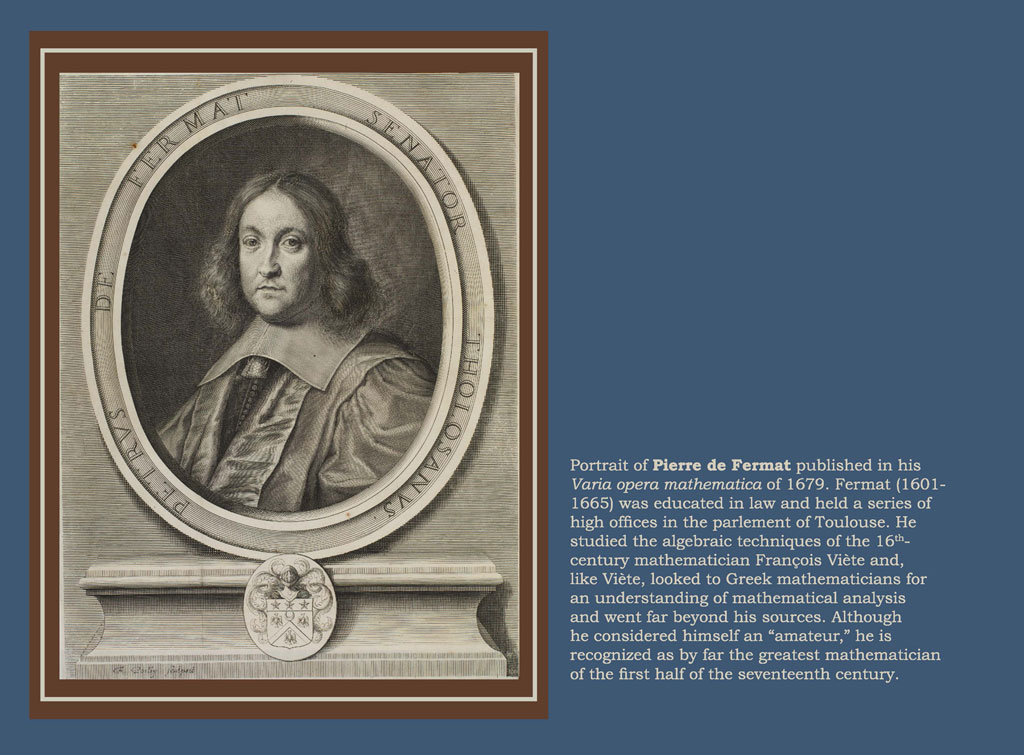 PETRVS DE FERMAT SENATOR THOLOSANVS.
sculpsit
Portrait of Pierre de Fermat published in his
Varia opera mathematica of 1679. Fermat (1601-
1665) was educated in law and held a series of
high offices in the parlement of Toulouse. He
studied the algebraic techniques of the 16th-
century mathematician François Viète and,
like Viète, looked to Greek mathematicians for
an understanding of mathematical analysis
and went far beyond his sources. Although
he considered himself an “amateur,” he is
recognized as by far the greatest mathematician
of the first half of the seventeenth century.